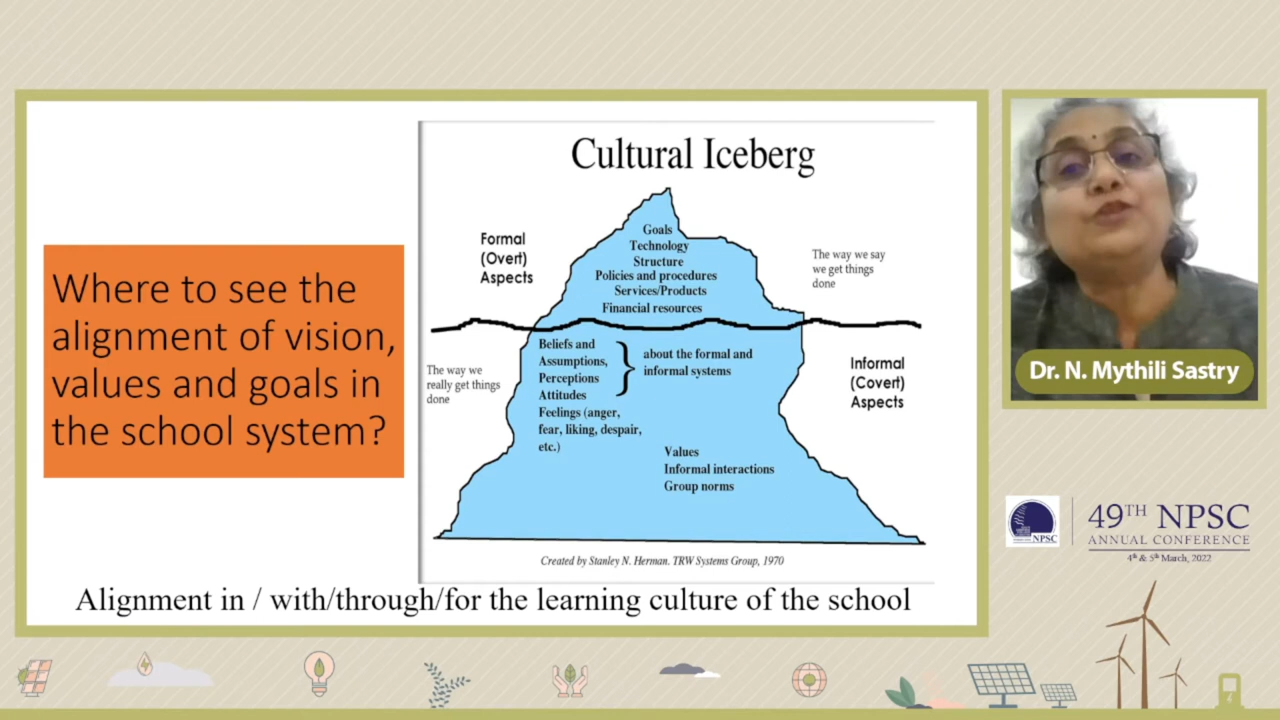 Where to see the
alignment of vision,
values and goals in
the school system?
Cultural Iceberg
Formal
(Overt)
Aspects
Goals
Technology
Structure
Policies and procedures
Services/Products
Financial resources
The way we say
we get things
done
The way we
really get things
done
Beliefs and
Assumptions,
Perceptions
Attitudes
Feelings (anger,
fear, liking, despair,
etc.)
about the formal and
informal systems
Values
Informal interactions
Group norms
Informal
(Covert)
Aspects
Created by Stanley N. Herman. TRW Systems Group, 1970
Alignment in / with/through/for the learning culture of the school
Dr. N. Mythili Sastry
NPSC
49TH NPSC
ANNUAL CONFERENCE
4th & 5th March, 2022